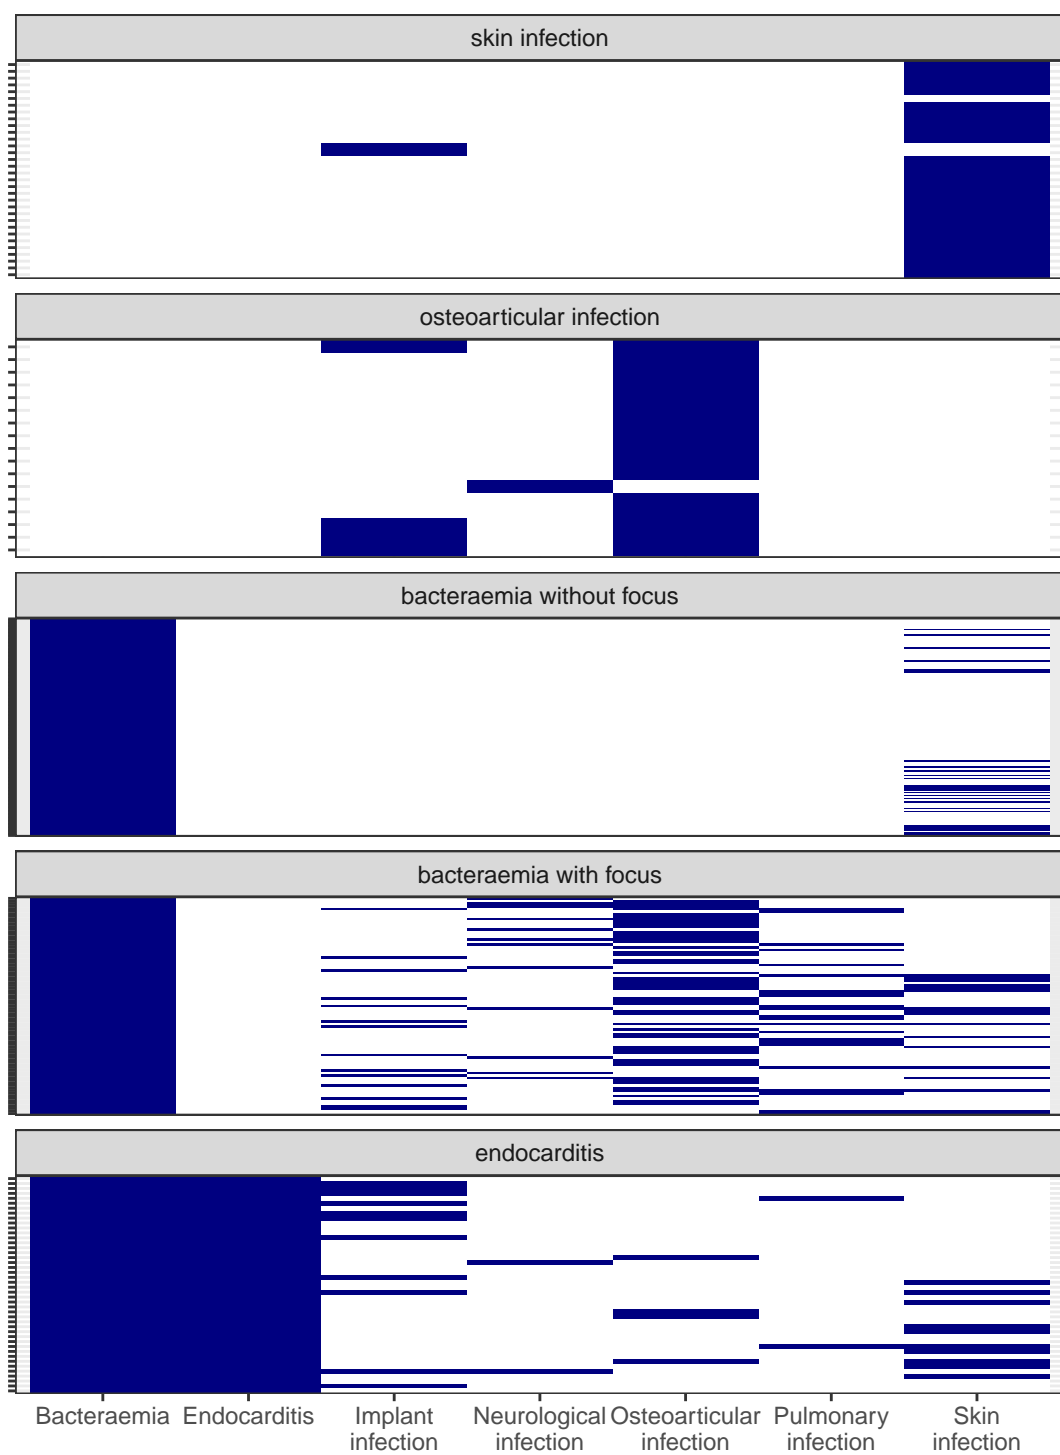 skin infection
osteoarticular infection
bacteraemia without focus
bacteraemia with focus
endocarditis
Bacteraemia Endocarditis Implant Neurological Osteoarticular Pulmonary Skin
infection infection infection infection infection